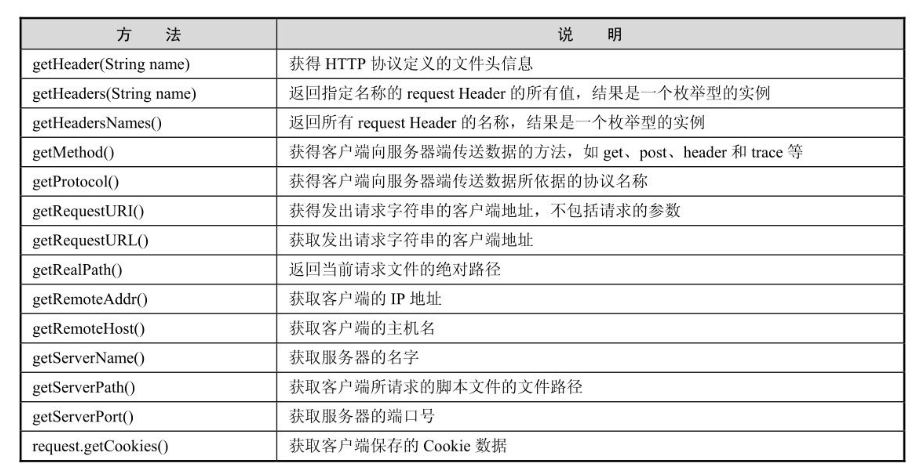 方 法 说 明
getHeader(String name) 获得 HTTP 协议定义的文件头信息
getHeaders(String name) 返回指定名称的 request Header 的所有值，结果是一个枚举型的实例
getHeadersNames() 返回所有 request Header 的名称，结果是一个枚举型的实例
getMethod() 获得客户端向服务器端传送数据的方法，如 get、post、header 和 trace 等
getProtocol() 获得客户端向服务器端传送数据所依据的协议名称
getRequestURI() 获得发出请求字符串的客户端地址，不包括请求的参数
getRequestURL() 获取发出请求字符串的客户端地址
getRealPath() 返回当前请求文件的绝对路径
getRemoteAddr() 获取客户端的 IP 地址
getRemoteHost() 获取客户端的主机名
getServerName() 获取服务器的名字
getServerPath() 获取客户端所请求的脚本文件的文件路径
getServerPort() 获取服务器的端口号
request.getCookies() 获取客户端保存的 Cookie 数据